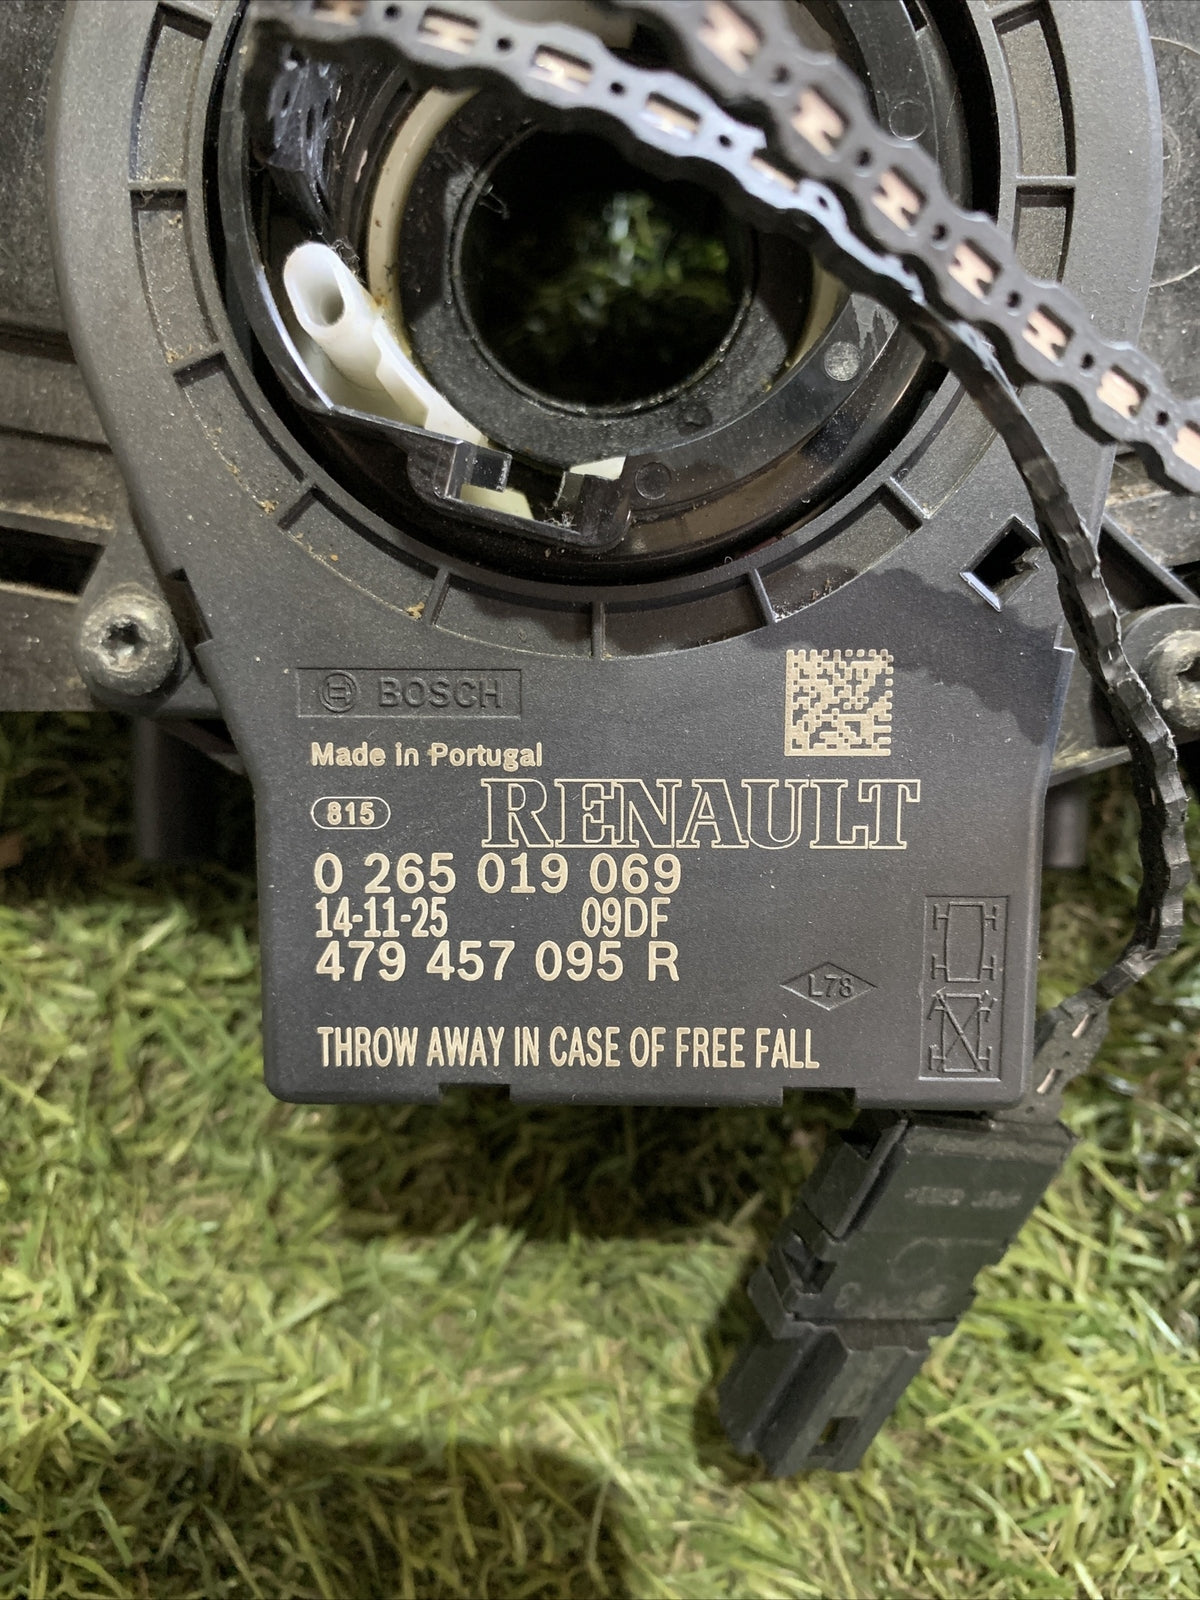 BOSCH
Made in Portugal
815
RENAULT
0 265 019 069
14-11-25 09DF
479 457 095 R
L78
THROW AWAY IN CASE OF FREE FALL